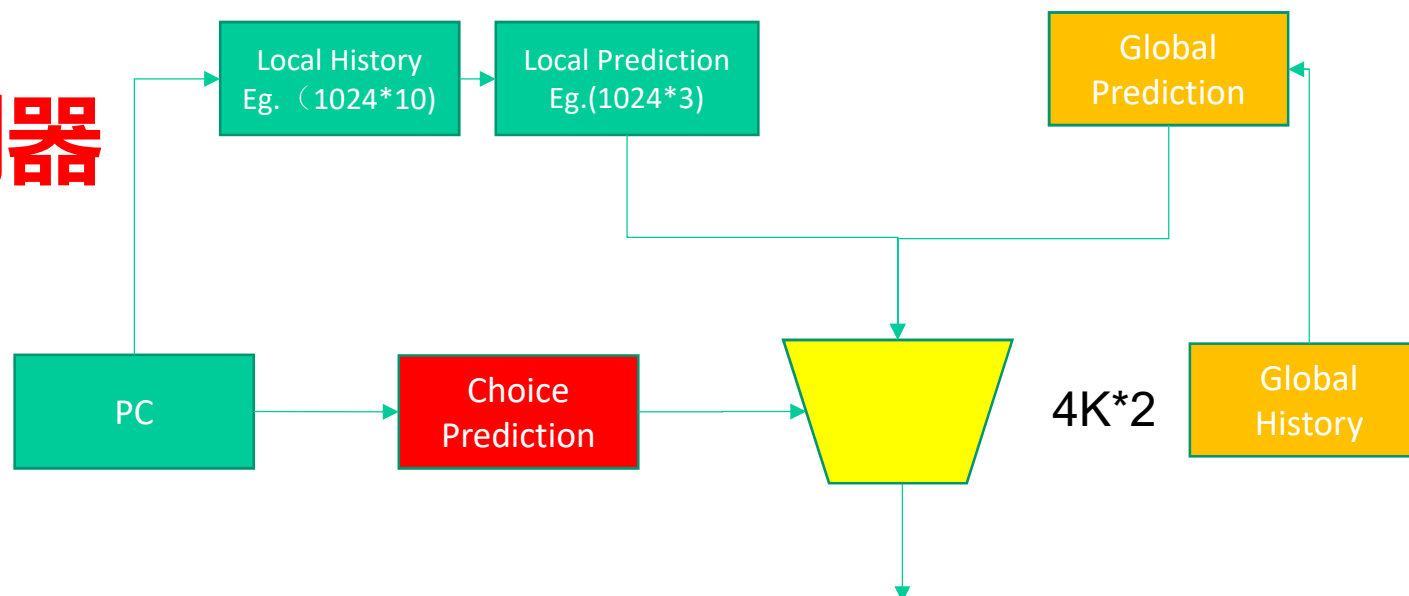 Local History
Eg.（1024*10)
Local Prediction
Eg.(1024*3)
Global
Prediction
器
PC
Choice
Prediction
4K*2
Global
History